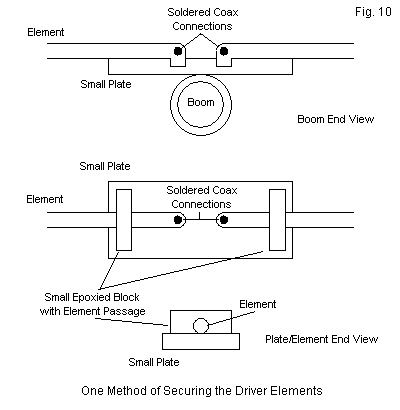 Fig. 10
Soldered Coax
Connections
Element
Small Plate
Boom
Boom End View
Small Plate
Element
Soldered Coax
Connections
Small Epoxied Block
with Element Passage
Element
Plate/Element End View
Small Plate
One Method of Securing the Driver Elements